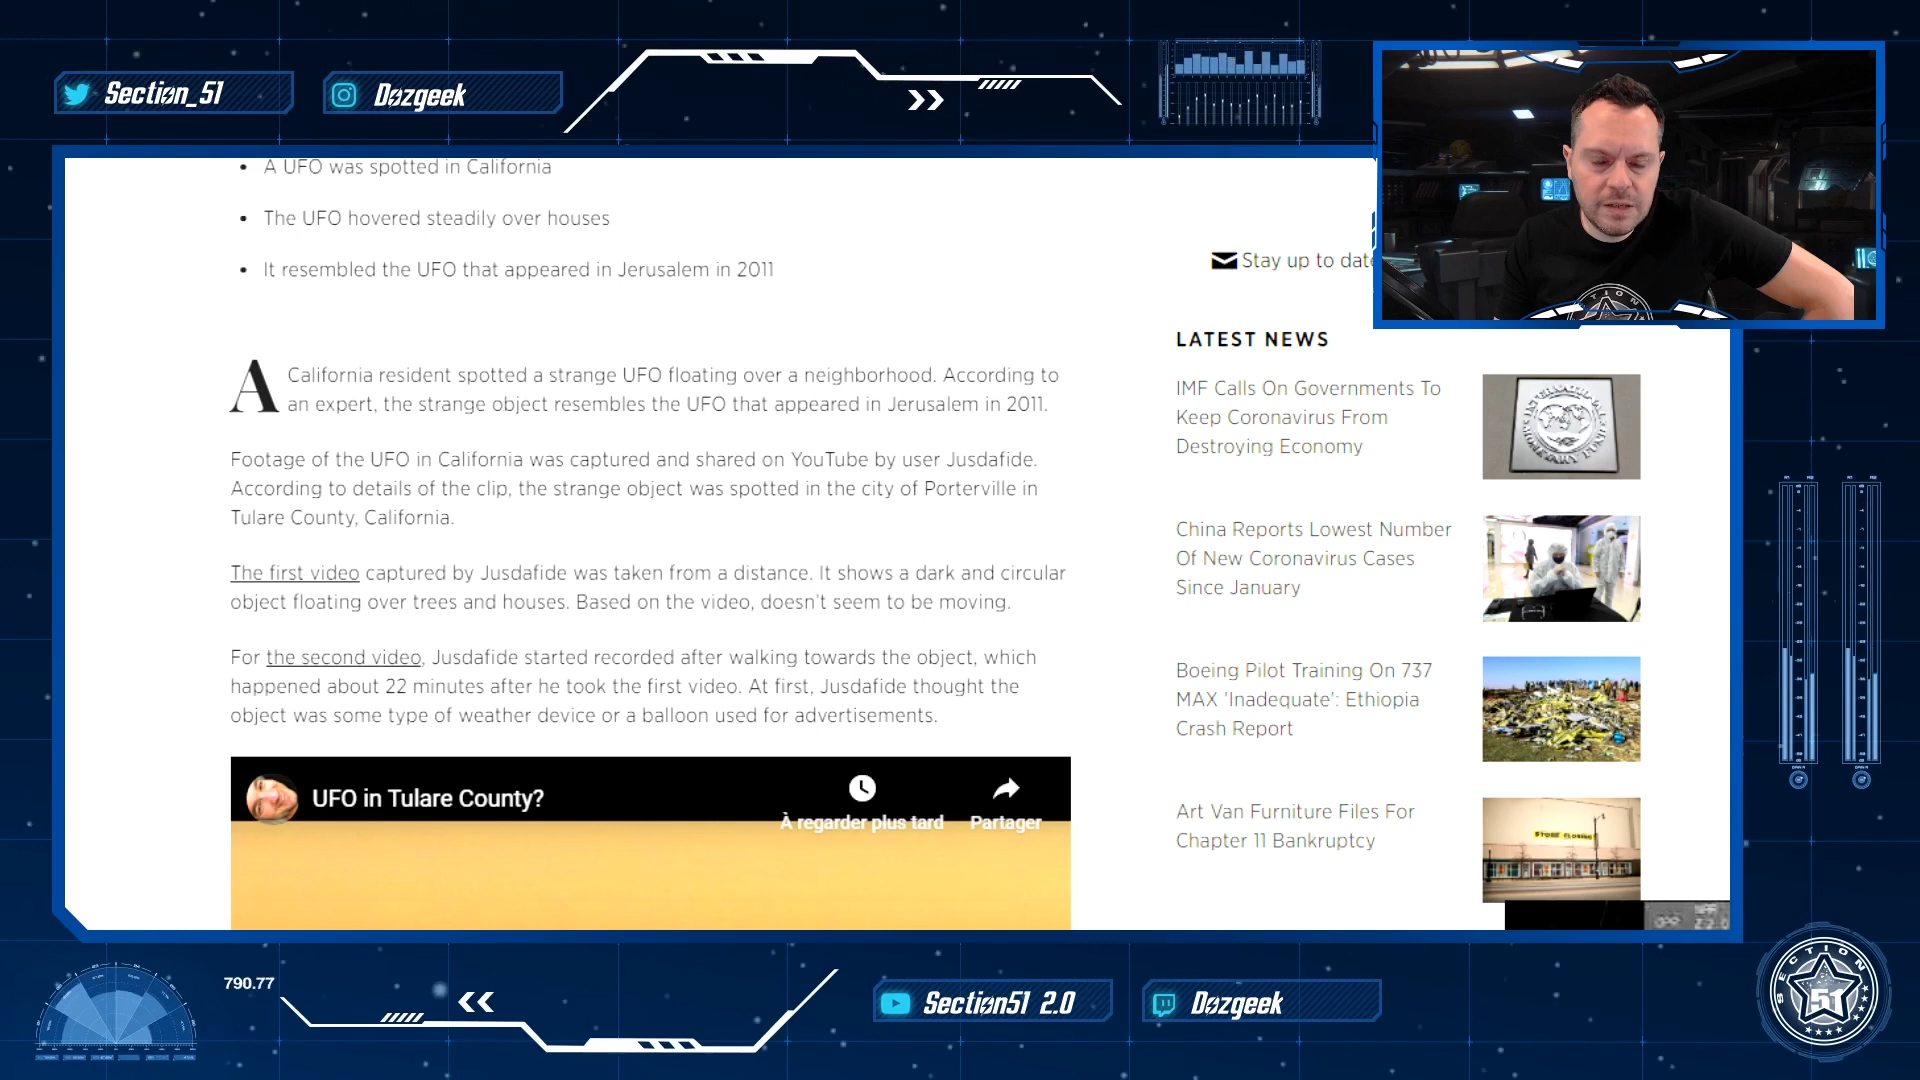 Section_51
Dozgeek
A UFO was spotted in California
The UFO hovered steadily over houses
It resembled the UFO that appeared in Jerusalem in 2011
Stay up to date
LATEST NEWS
A California resident spotted a strange UFO floating over a neighborhood. According to
an expert, the strange object resembles the UFO that appeared in Jerusalem in 2011.
Footage of the UFO in California was captured and shared on YouTube by user Jusdafide.
According to details of the clip, the strange object was spotted in the city of Porterville in
Tulare County, California.
The first video captured by Jusdafide was taken from a distance. It shows a dark and circular
object floating over trees and houses. Based on the video, doesn't seem to be moving.
For the second video, Jusdafide started recorded after walking towards the object, which
happened about 22 minutes after he took the first video. At first, Jusdafide thought the
object was some type of weather device or a balloon used for advertisements.
UFO in Tulare County?
À regarder plus tard
Partager
IMF Calls On Governments To
Keep Coronavirus From
Destroying Economy
China Reports Lowest Number
Of New Coronavirus Cases
Since January
Boeing Pilot Training On 737
MAX 'Inadequate': Ethiopia
Crash Report
Art Van Furniture Files For
Chapter 11 Bankruptcy
STORE CLOSING
790.77
Section51 2.0
Dozgeek
SECTION
51